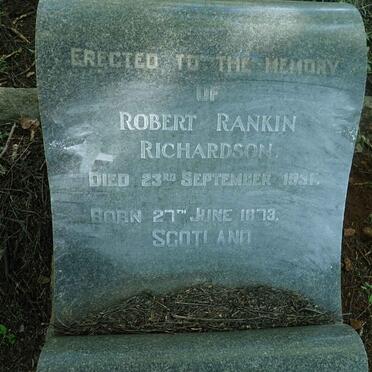 ERECTED TO THE MEMORY
OF
ROBERT RANKIN
RICHARDSON.
DIED 23RD SEPTEMBER
BORN 27TH JUNE 1873.
SCOTLAND